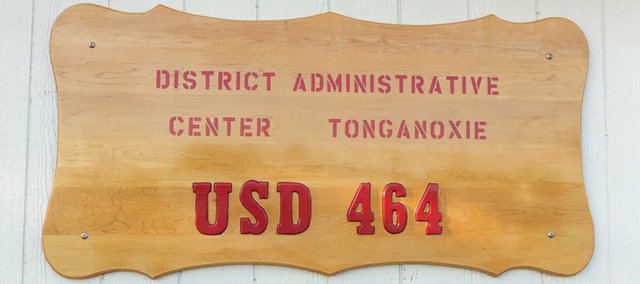 DISTRICT ADMINISTRATIVE
CENTER TONGANOXIE
USD 464